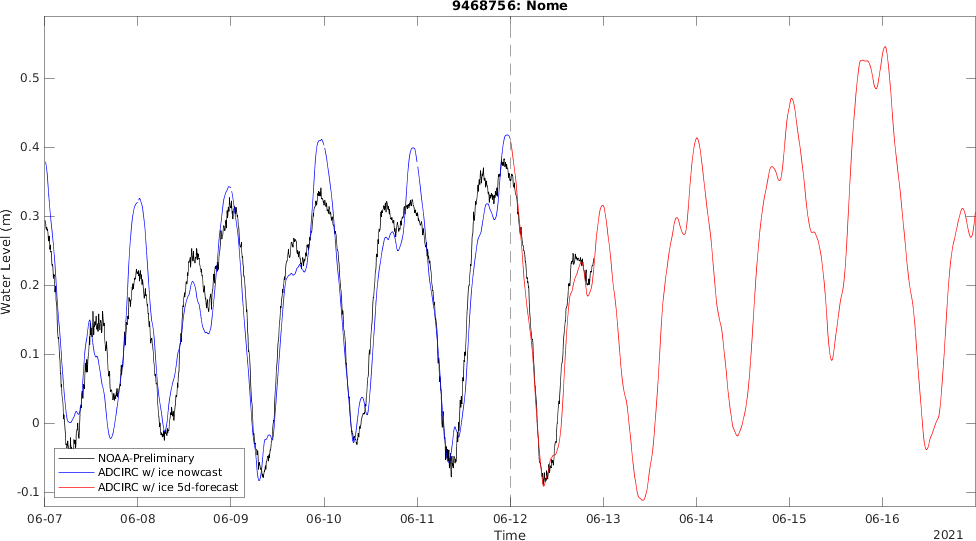 9468756: Nome
Water Level (m)
0.5
0.4
0.3
0.2
0.1
0
-0.1
NOAA-Preliminary
ADCIRC w/ ice nowcast
ADCIRC w/ ice 5d-forecast
06-07 06-08 06-09 06-10 06-11 06-12 06-13 06-14 06-15 06-16
Time
2021